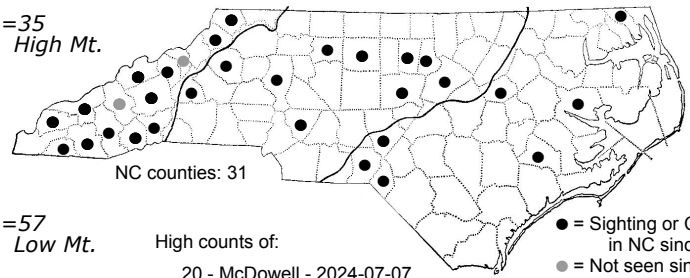 =35
High Mt.
NC counties: 31
=57
Low Mt.
High counts of:
20 - McDowell - 2024-07-07
● = Sighting or
in NC sinc
● = Not seen sin